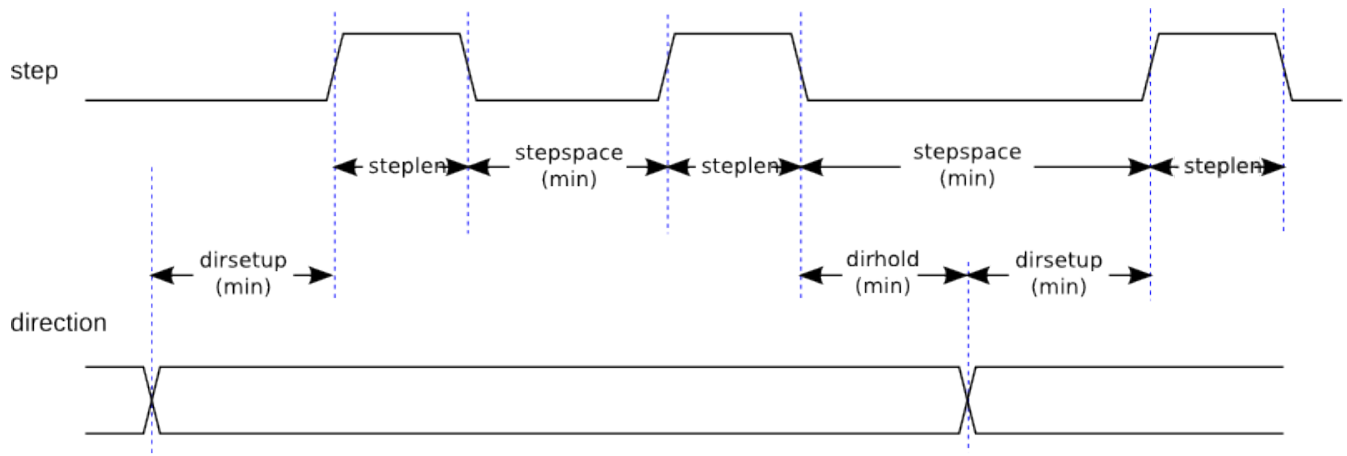 step
steplen
stepspace
(min)
steplen
stepspace
(min)
steplen
dirsetup
(min)
dirhold
(min)
dirsetup
(min)
direction